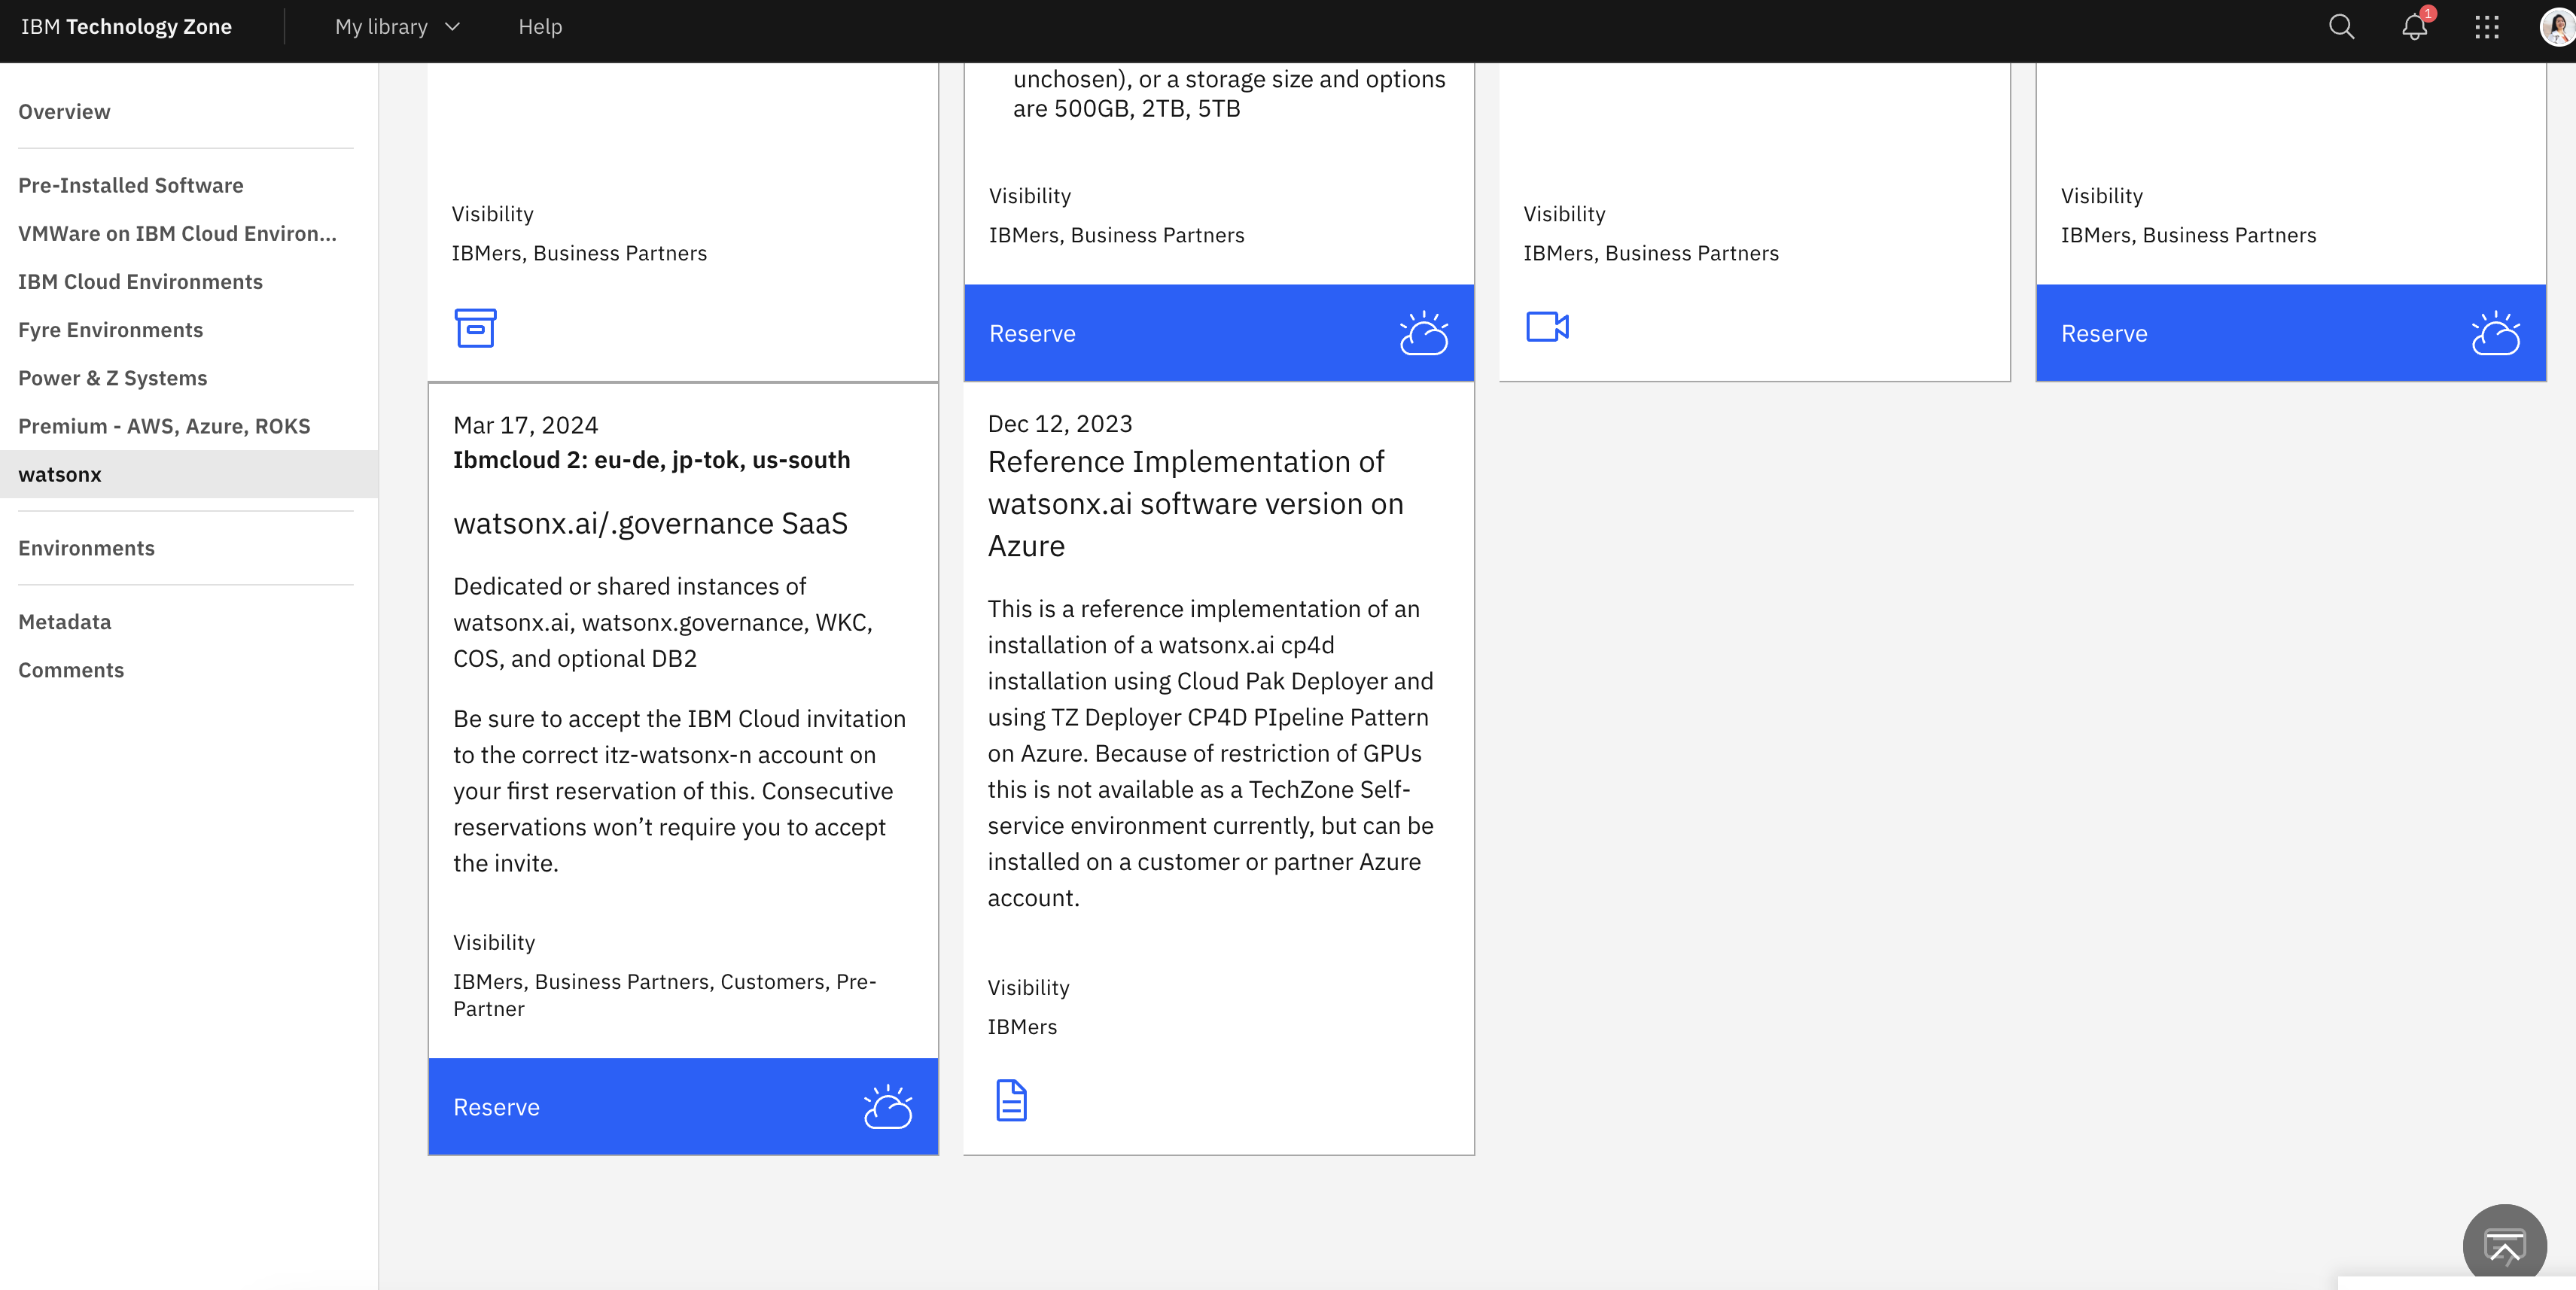 IBM Technology Zone
My library
Help
1
Overview
Pre-Installed Software
VMWare on IBM Cloud Environ...
IBM Cloud Environments
Fyre Environments
Power & Z Systems
Premium - AWS, Azure, ROKS
watsonx
Environments
Metadata
Comments
Visibility
IBMers, Business Partners
unchosen), or a storage size and options
are 500GB, 2TB, 5TB
Visibility
IBMers, Business Partners
Reserve
Visibility
IBMers, Business Partners
Visibility
IBMers, Business Partners
Reserve
Mar 17, 2024
Ibmcloud 2: eu-de, jp-tok, us-south
watsonx.ai/.governance SaaS
Dedicated or shared instances of
watsonx.ai, watsonx.governance, WKC,
COS, and optional DB2
Be sure to accept the IBM Cloud invitation
to the correct itz-watsonx-n account on
your first reservation of this. Consecutive
reservations won’t require you to accept
the invite.
Visibility
IBMers, Business Partners, Customers, Pre-
Partner
Reserve
Dec 12, 2023
Reference Implementation of
watsonx.ai software version on
Azure
This is a reference implementation of an
installation of a watsonx.ai cp4d
installation using Cloud Pak Deployer and
using TZ Deployer CP4D PIpeline Pattern
on Azure. Because of restriction of GPUs
this is not available as a TechZone Self-
service environment currently, but can be
installed on a customer or partner Azure
account.
Visibility
IBMers